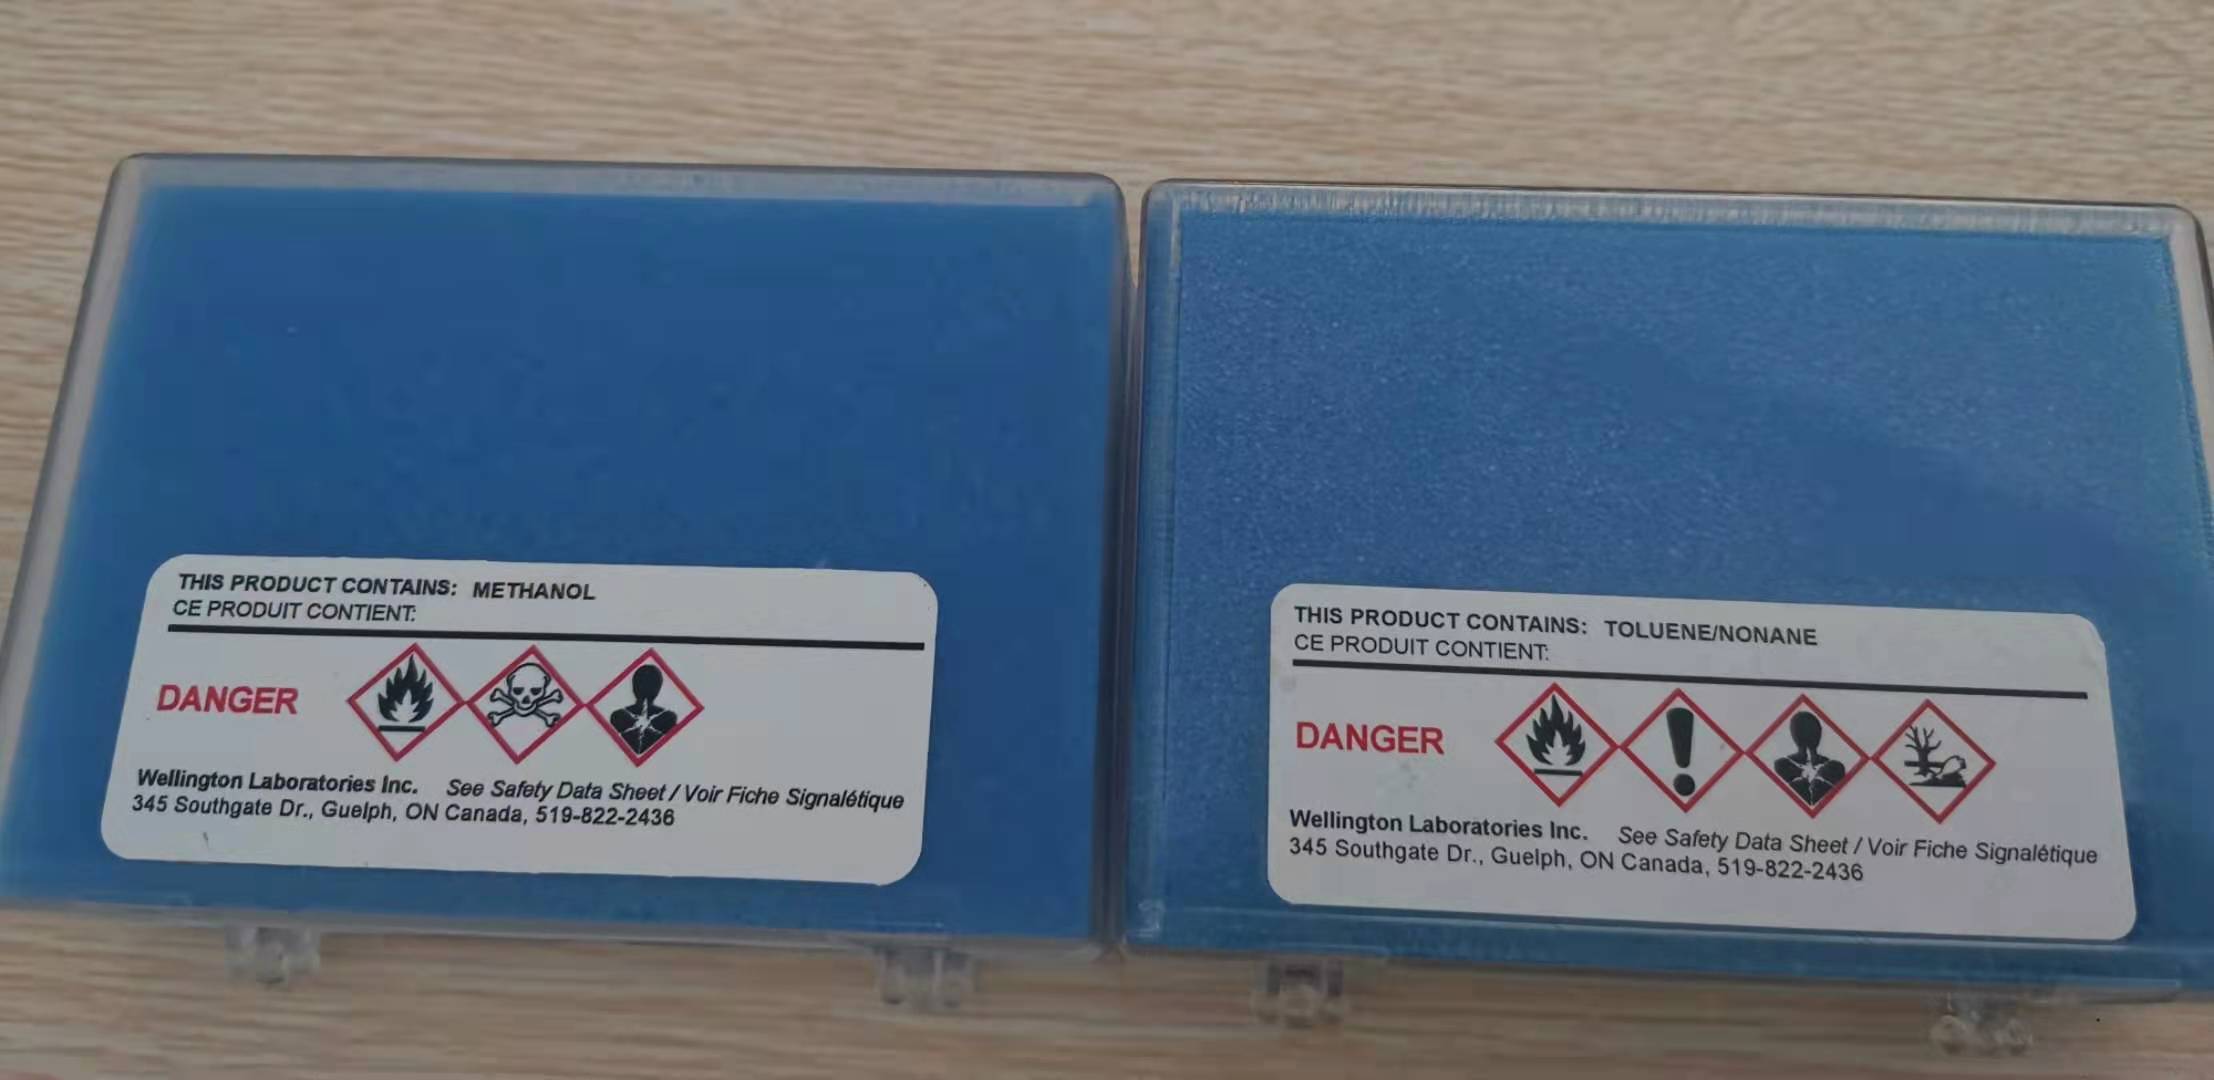 THIS PRODUCT CONTAINS: METHANOL
CE PRODUIT CONTIENT:
DANGER
Wellington Laboratories Inc. See Safety Data Sheet / Voir Fiche Signalétique
345 Southgate Dr., Guelph, ON Canada, 519-822-2436
THIS PRODUCT CONTAINS: TOLUENE/NONANE
CE PRODUIT CONTIENT:
DANGER
Wellington Laboratories Inc. See Safety Data Sheet / Voir Fiche Signalétique
345 Southgate Dr., Guelph, ON Canada, 519-822-2436